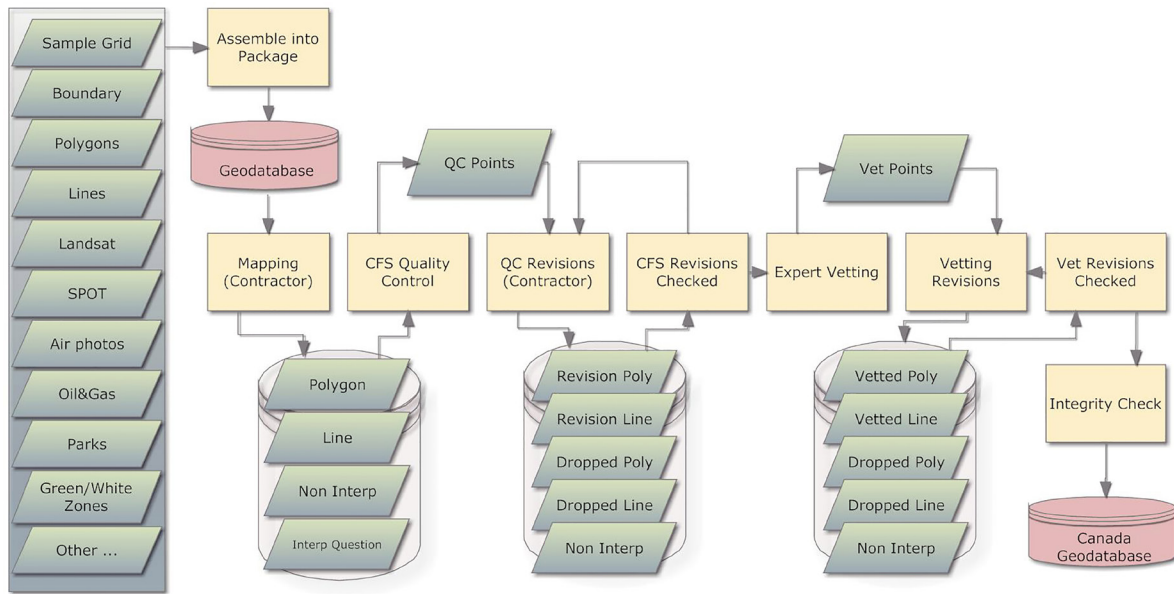 Sample Grid
Boundary
Polygons
Lines
Landsat
SPOT
Air photos
Oil&Gas
Parks
Green/White
Zones
Other ...
Assemble into
Package
Geodatabase
Mapping
(Contractor)
Polygon
Line
Non Interp
Interp Question
CFS Quality
Control
QC Points
QC Revisions
(Contractor)
Revision Poly
Revision Line
Dropped Poly
Dropped Line
Non Interp
CFS Revisions
Checked
Expert Vetting
Vet Points
Vetting
Revisions
Vetted Poly
Vetted Line
Dropped Poly
Dropped Line
Non Interp
Vet Revisions
Checked
Integrity Check
Canada
Geodatabase